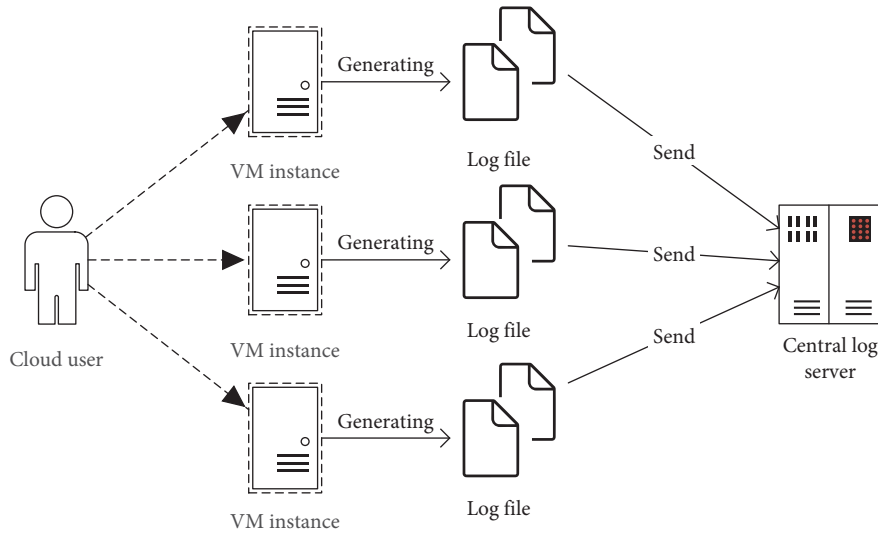 Generating
VM instance
Log file
Send
Cloud user
Generating
VM instance
Log file
Send
Central log
server
Generating
VM instance
Log file
Send